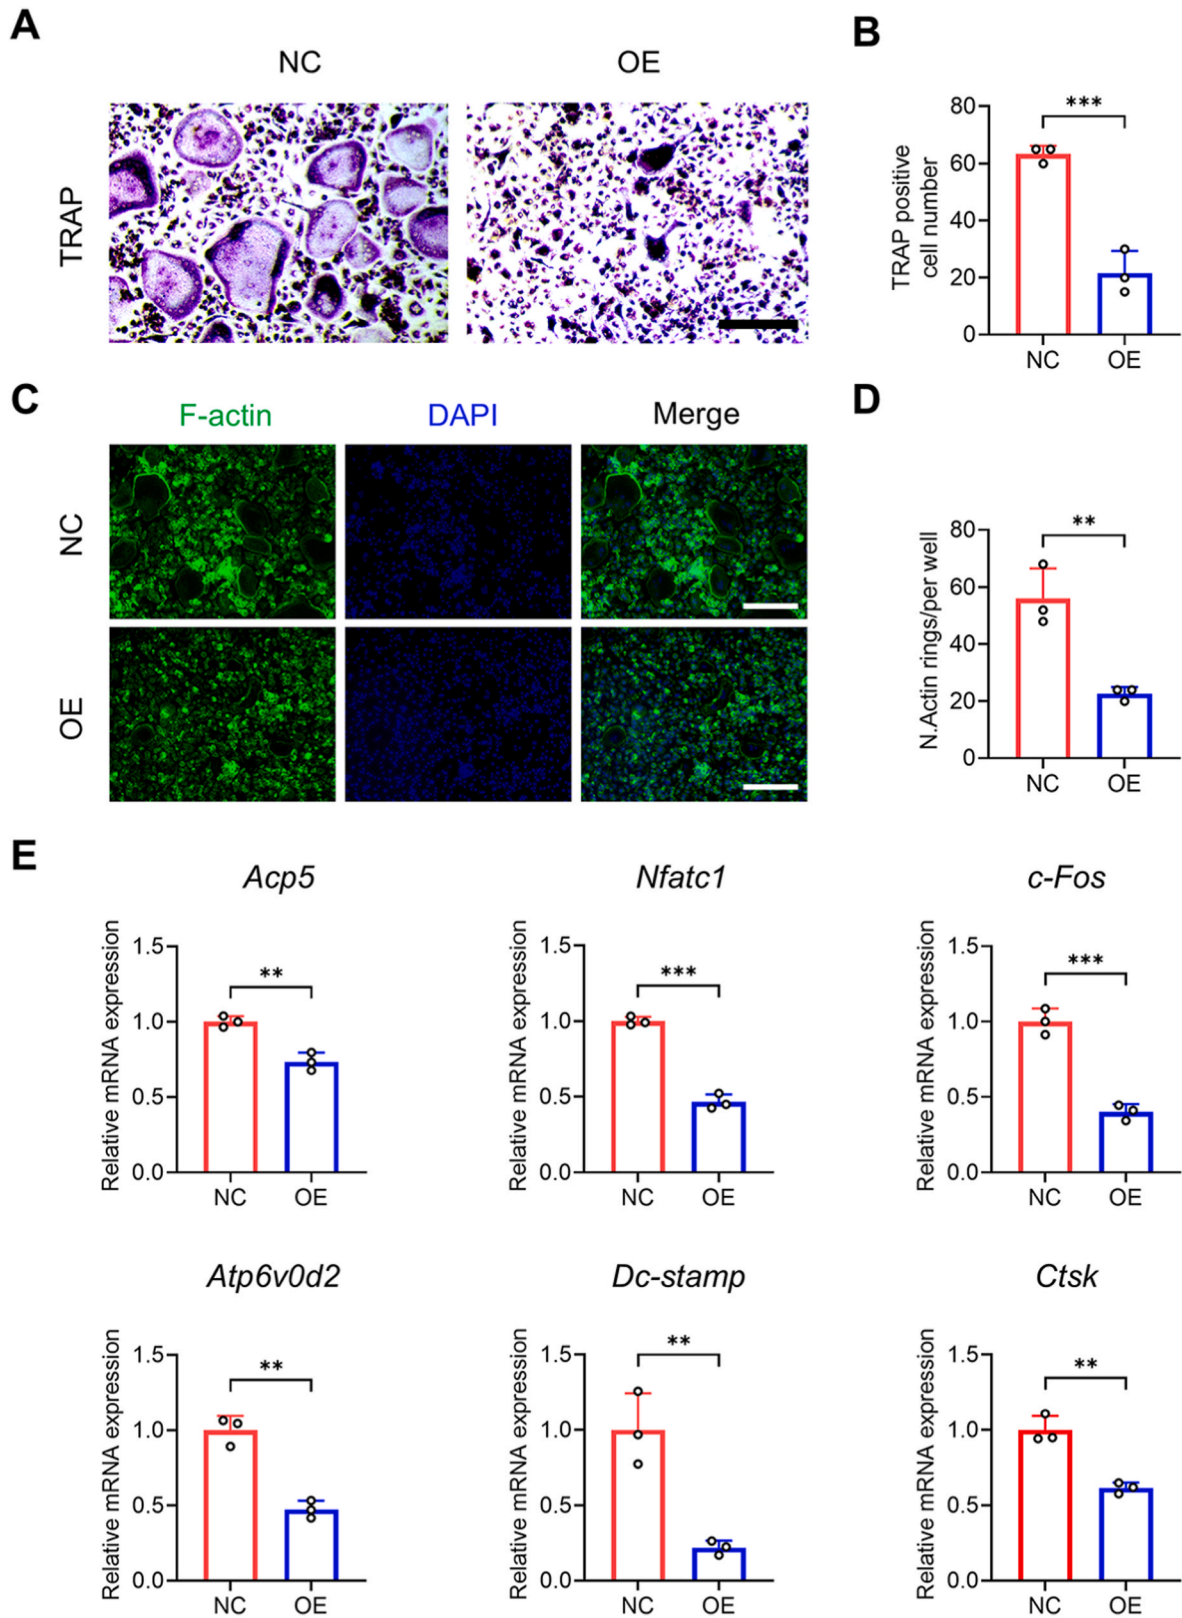 A
NC
OE
TRAP
B
TRAP positive
cell number
80
60
40
20
0
***
NC
OE
C
F-actin
DAPI
Merge
NC
OE
D
N.Actin rings/per well
80
60
40
20
0
**
NC
OE
E
Acp5
Relative mRNA expression
1.5
1.0
0.5
0.0
**
NC
OE
Nfatc1
Relative mRNA expression
1.5
1.0
0.5
0.0
***
NC
OE
c-Fos
Relative mRNA expression
1.5
1.0
0.5
0.0
***
NC
OE
Atp6v0d2
Relative mRNA expression
1.5
1.0
0.5
0.0
**
NC
OE
Dc-stamp
Relative mRNA expression
1.5
1.0
0.5
0.0
**
NC
OE
Ctsk
Relative mRNA expression
1.5
1.0
0.5
0.0
**
NC
OE